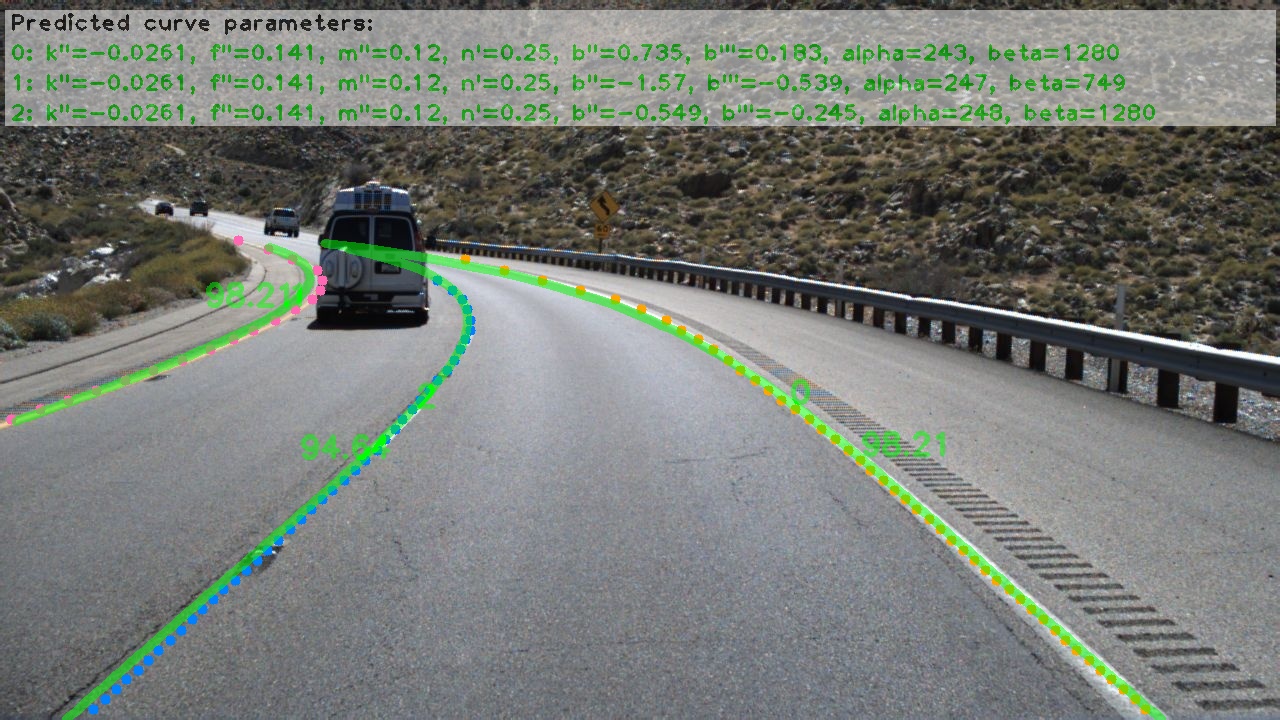 Predicted curve parameters:
0: k''=-0.0261, f''=0.141, m''=0.12, n'=0.25, b''=0.735, b'''=0.183, alpha=243, beta=1280
1: k''=-0.0261, f''=0.141, m''=0.12, n'=0.25, b''=-1.57, b'''=-0.539, alpha=247, beta=749
2: k''=-0.0261, f''=0.141, m''=0.12, n'=0.25, b''=-0.549, b'''=-0.245, alpha=248, beta=1280
98.21
0